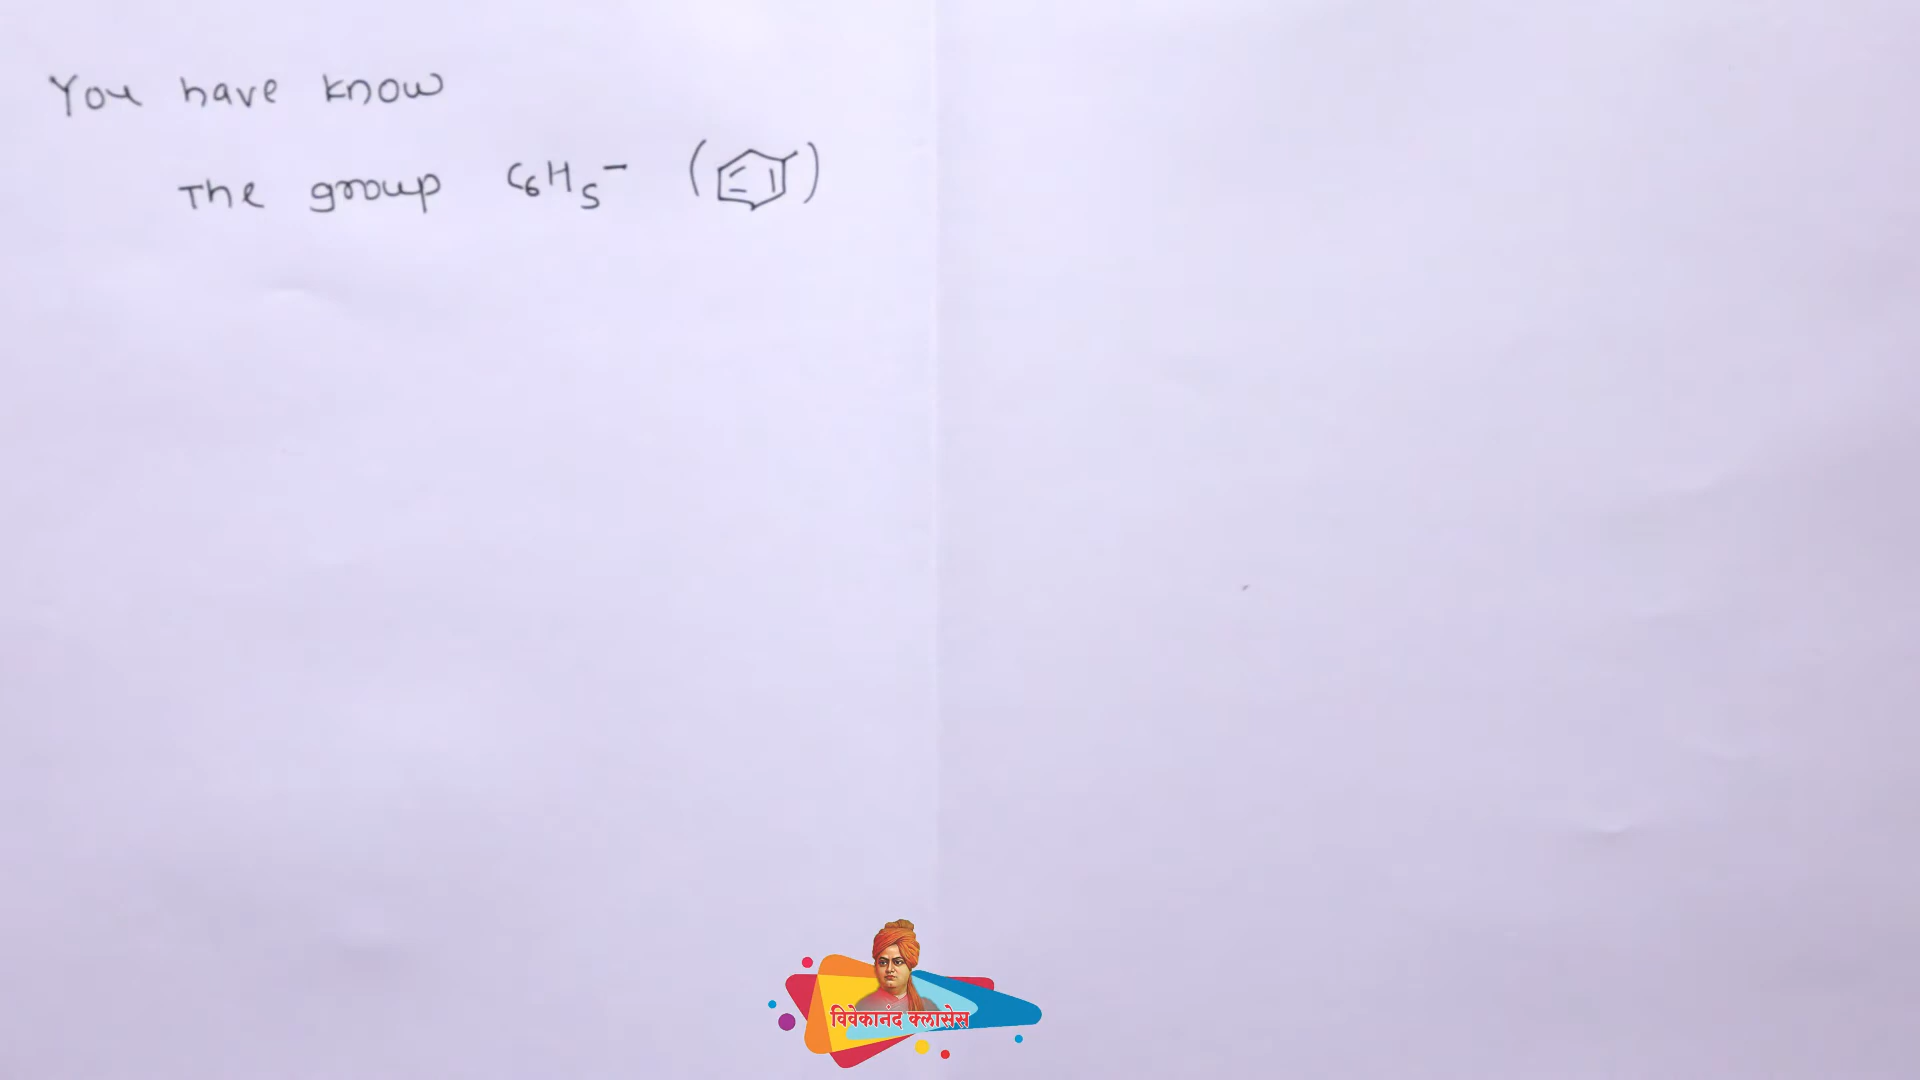 You have know
The group C6H5- ( )
विवेकानंद क्लासेस